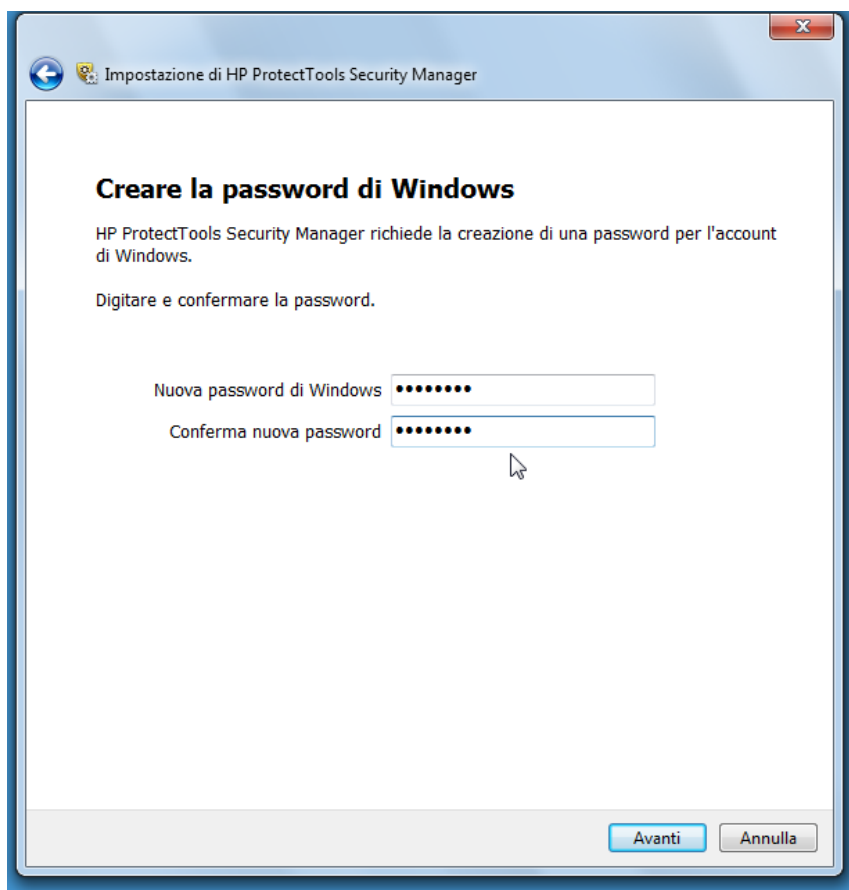 Impostazione di HP ProtectTools Security Manager
Creare la password di Windows
HP ProtectTools Security Manager richiede la creazione di una password per l'account
di Windows.
Digitare e confermare la password.
Nuova password di Windows ••••••••
Conferma nuova password ••••••••
Avanti Annulla